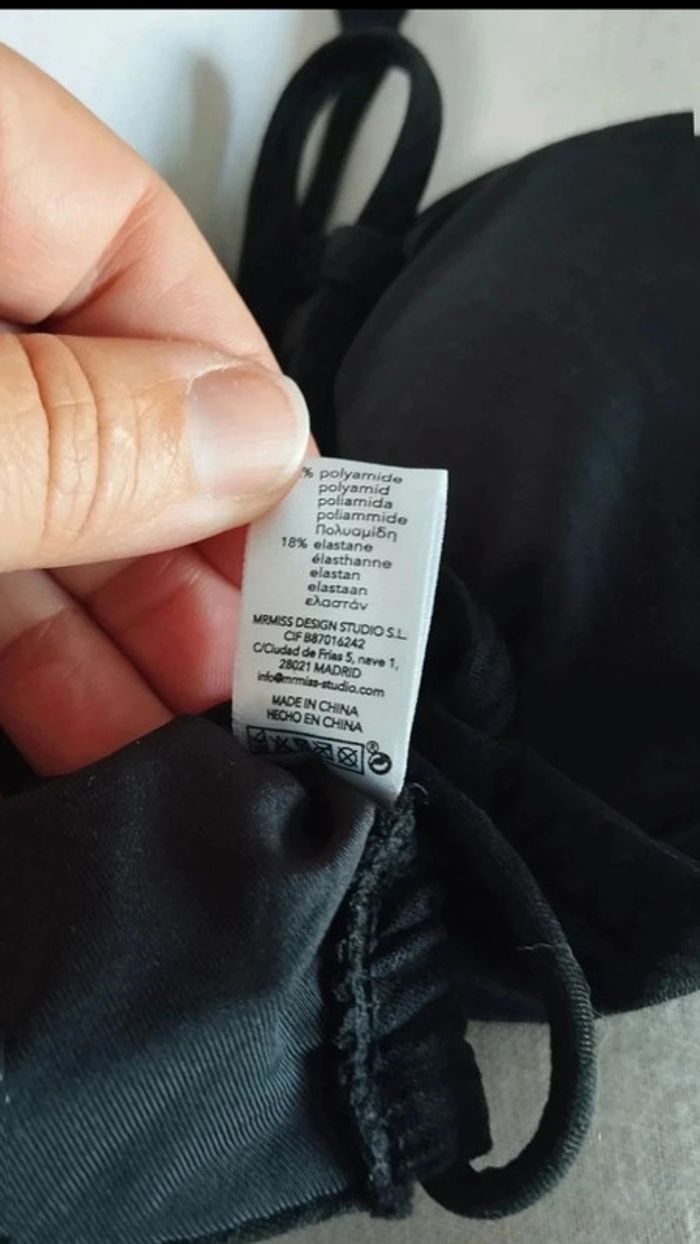 % polyamide
polyamid
poliamida
poliammide
Πολυαμίδη
18% elastane
élasthanne
elastan
elastaan
ελαστάν
MRMISS DESIGN STUDIO S.L.
CIF B87016242
C/Ciudad de Frias 5, nave 1,
28021 MADRID
info@mrmiss-studio.com
MADE IN CHINA
HECHO EN CHINA
®